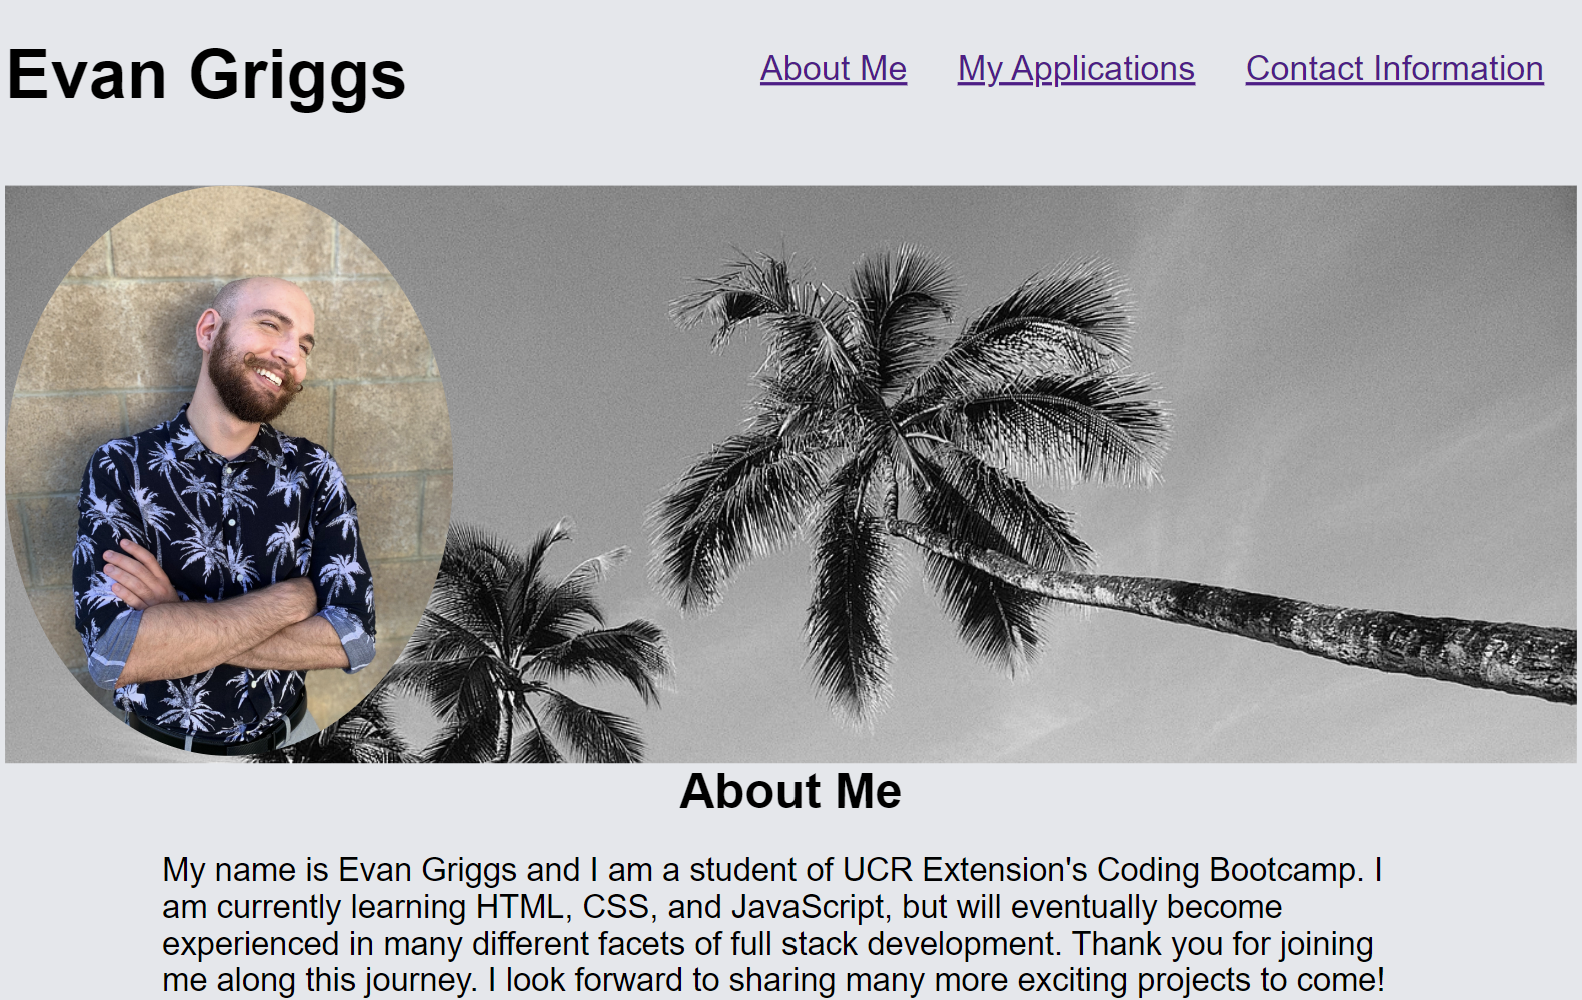 Evan Griggs
About Me My Applications Contact Information
About Me
My name is Evan Griggs and I am a student of UCR Extension's Coding Bootcamp. I
am currently learning HTML, CSS, and JavaScript, but will eventually become
experienced in many different facets of full stack development. Thank you for joining
me along this journey. I look forward to sharing many more exciting projects to come!